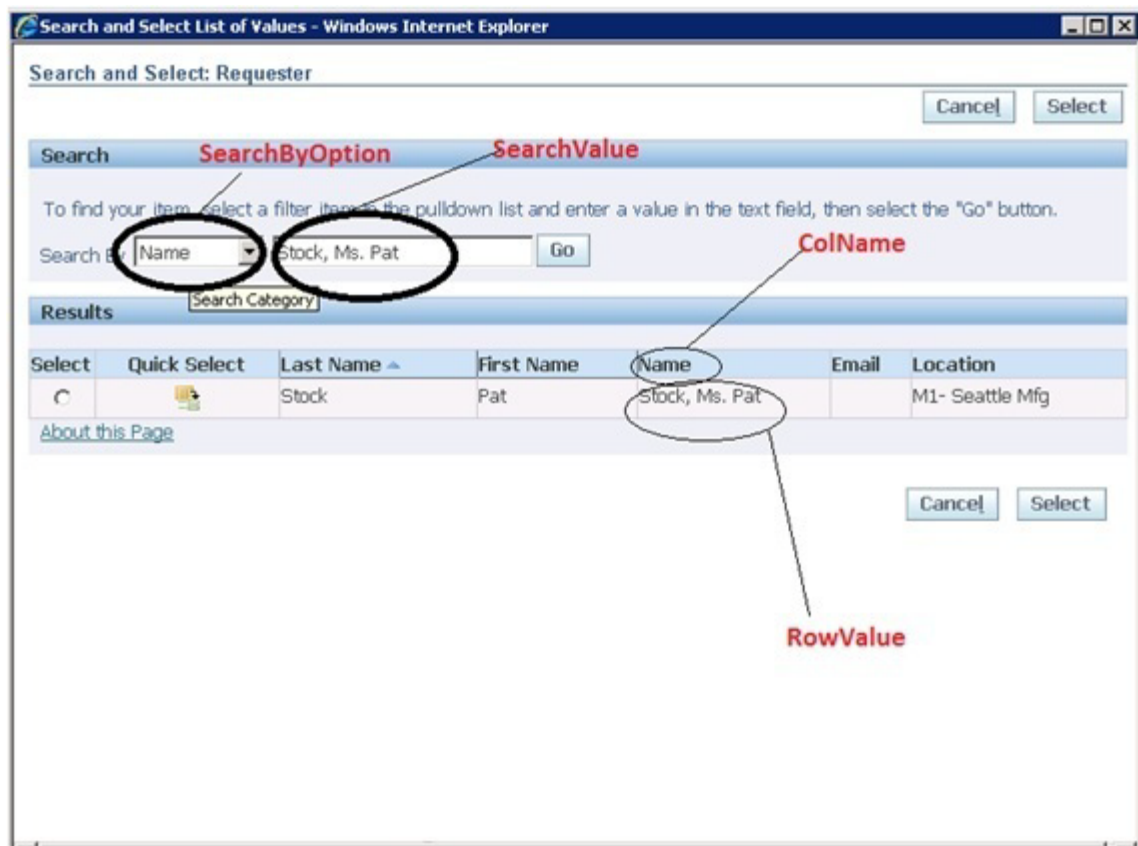 Search and Select List of Values - Windows Internet Explorer
Search and Select: Requester
Cancel Select
Search SearchByOption SearchValue
To find your item, select a filter item in the pulldown list and enter a value in the text field, then select the "Go" button.
ColName
Search By Name Stock, Ms. Pat Go
Search Category
Results
Select Quick Select Last Name First Name Name Email Location
Stock Pat Stock, Ms. Pat M1- Seattle Mfg
About this Page
Cancel Select
RowValue